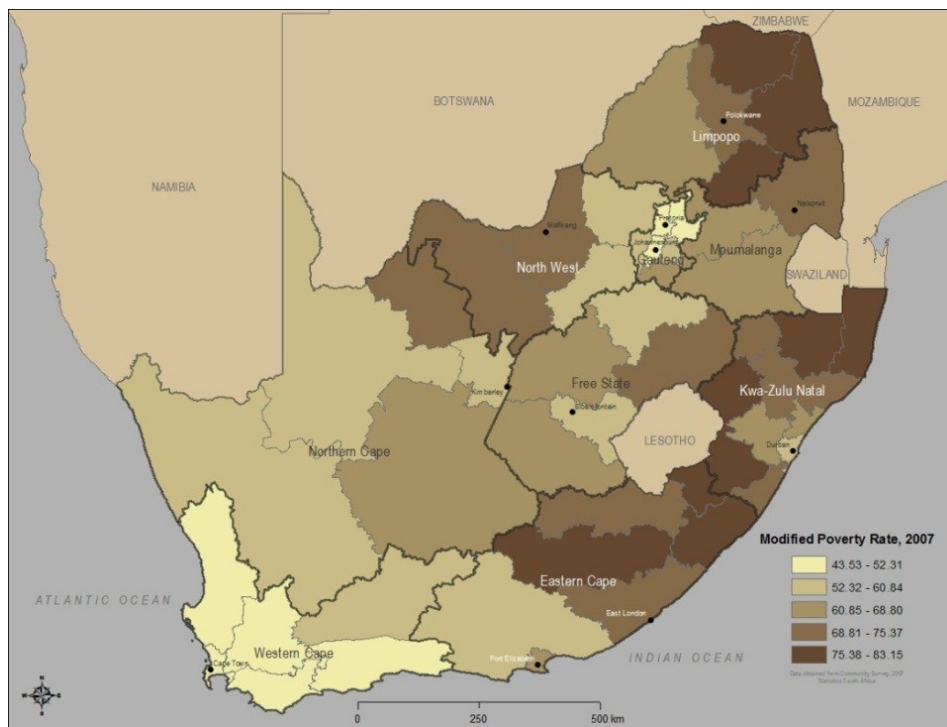 ZIMBABWE
BOTSWANA
MOZAMBIQUE
Polokwane
Limpopo
NAMIBIA
Nelspruit
Mafikeng
Pretoria
Johannesburg
Gauteng
Mpumalanga
North West
SWAZILAND
Kimberley
Free State
Kwa-Zulu Natal
Bloemfontein
LESOTHO
Durban
Northern Cape
Modified Poverty Rate, 2007
43.53 - 52.31
52.32 - 60.84
60.85 - 68.80
68.81 - 75.37
75.38 - 83.15
Data obtained from Community Survey, 2007
Statistics South Africa
Eastern Cape
ATLANTIC OCEAN
East London
Western Cape
Cape Town
Port Elizabeth
INDIAN OCEAN
N
W
E
S
0
250
500 km